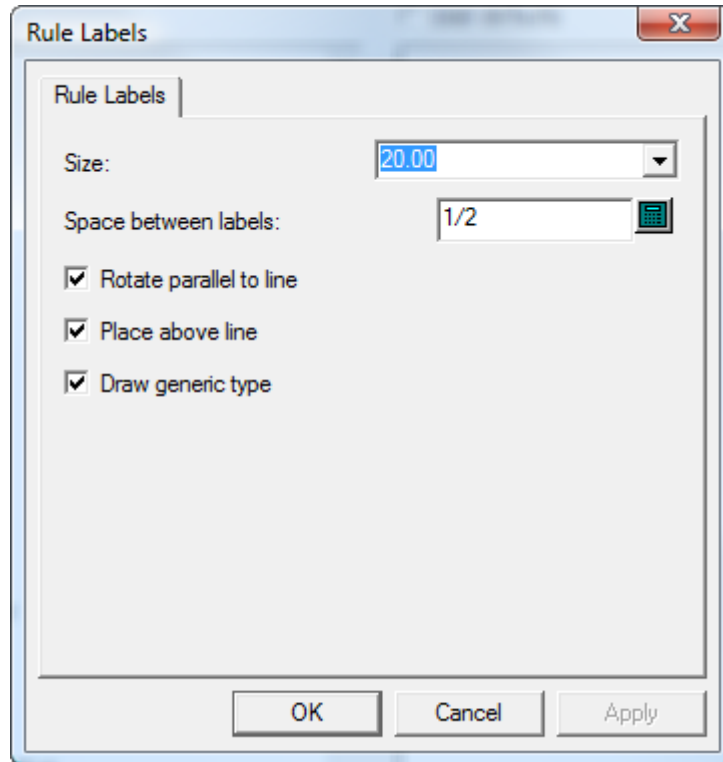 Rule Labels
Rule Labels
Size: 20.00
Space between labels: 1/2
Rotate parallel to line
Place above line
Draw generic type
OK Cancel Apply